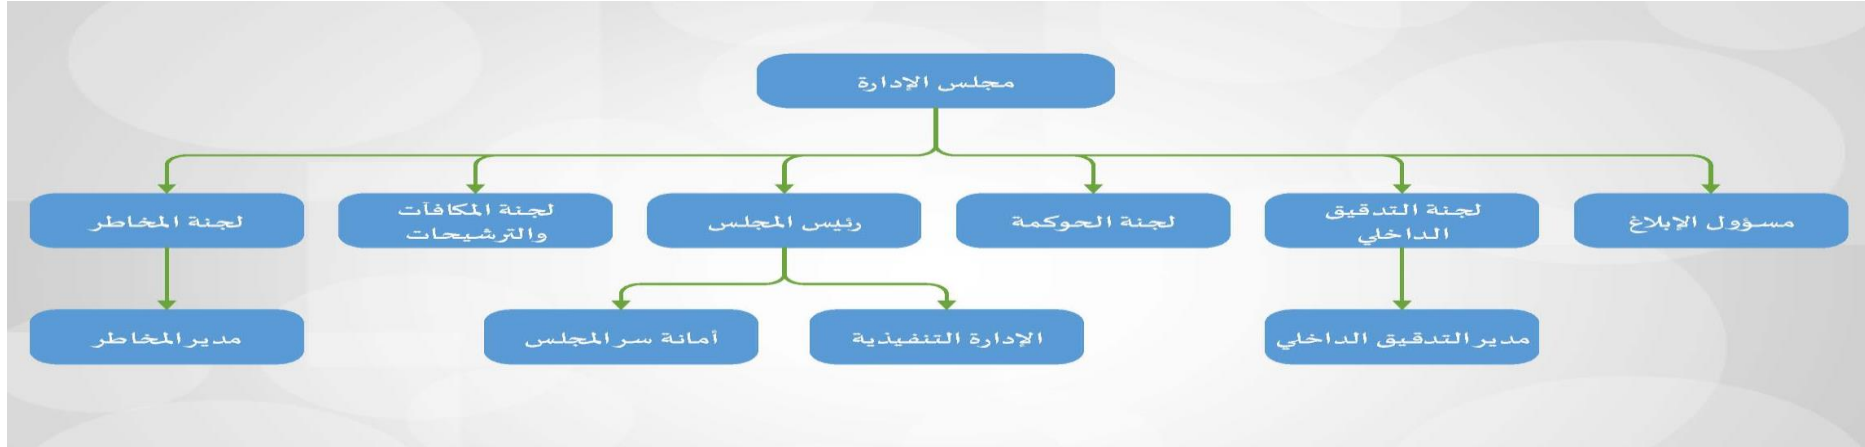 مجلس الإدارة
مسؤول الإبلاغ
لجنة التدقيق
الداخلي
لجنة الحوكمة
رئيس المجلس
لجنة المكافآت
والترشيحات
لجنة المخاطر
مدير التدقيق الداخلي
الإدارة التنفيذية
أمانة سر المجلس
مدير المخاطر